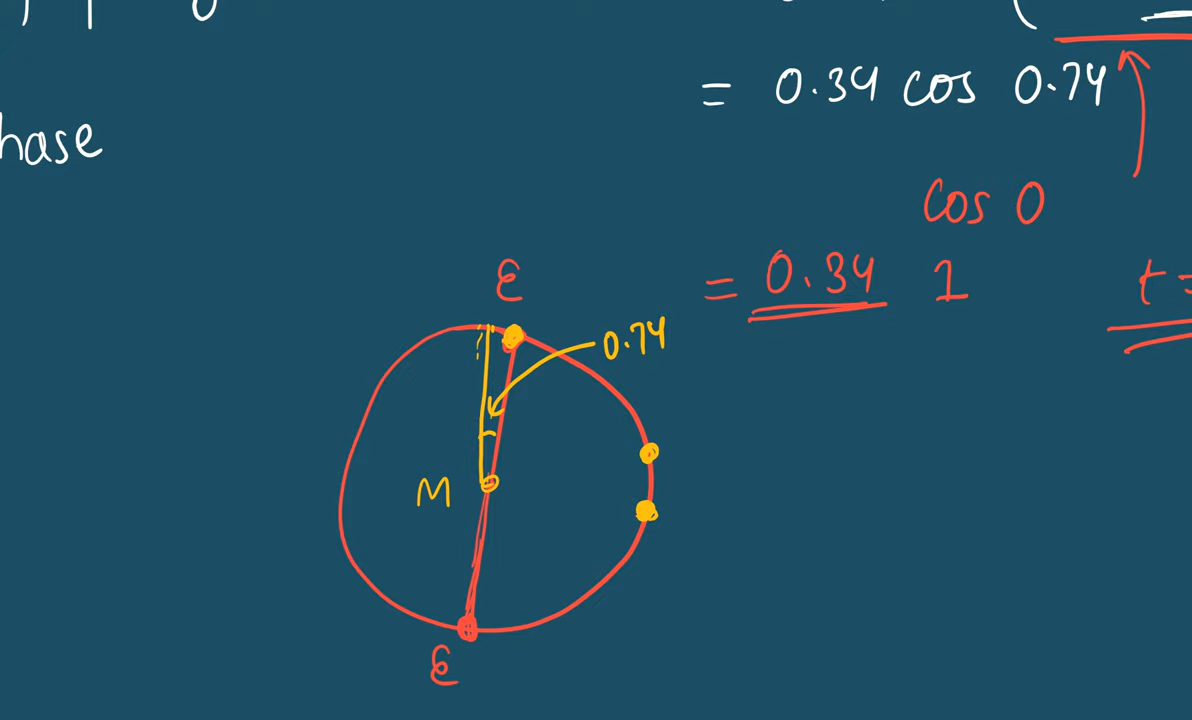 = 0.34 cos 0.74
hase
cos 0
= 0.34 1
t =
E
0.74
M
E